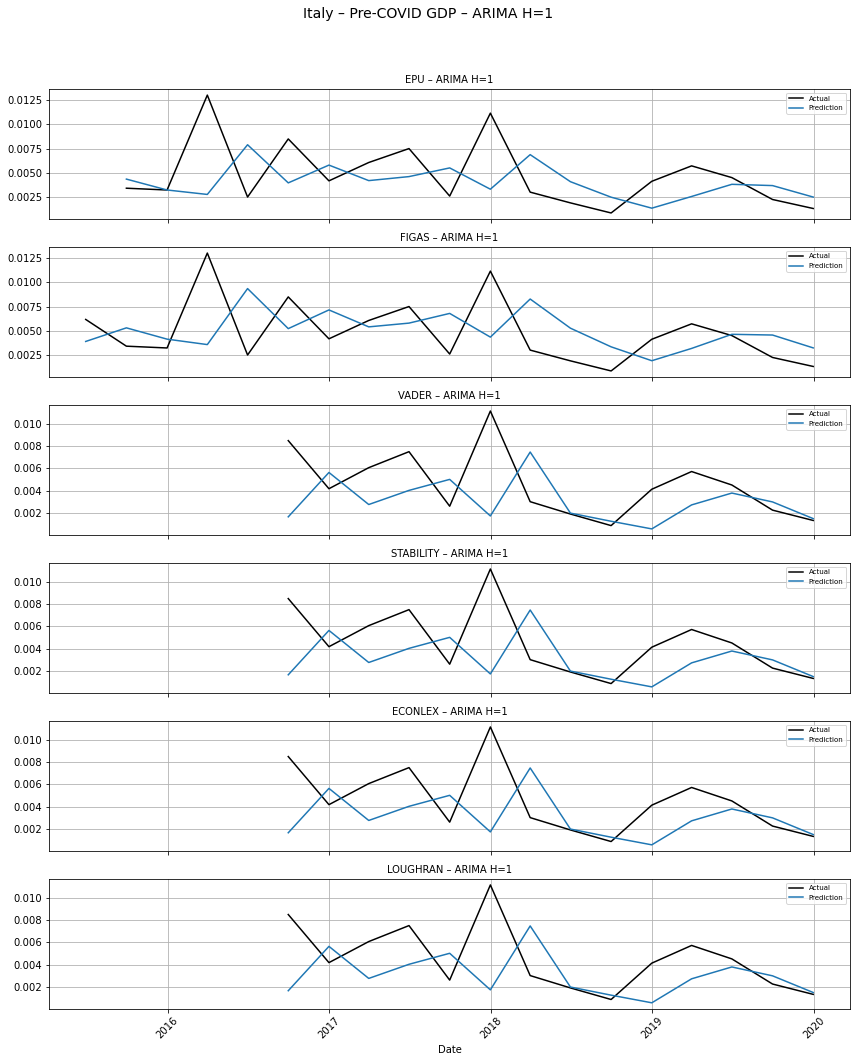 Italy – Pre-COVID GDP – ARIMA H=1
EPU – ARIMA H=1
0.0125
0.0100
0.0075
0.0050
0.0025
Actual
Prediction
FIGAS – ARIMA H=1
0.0125
0.0100
0.0075
0.0050
0.0025
Actual
Prediction
VADER – ARIMA H=1
0.010
0.008
0.006
0.004
0.002
Actual
Prediction
STABILITY – ARIMA H=1
0.010
0.008
0.006
0.004
0.002
Actual
Prediction
ECONLEX – ARIMA H=1
0.010
0.008
0.006
0.004
0.002
Actual
Prediction
LOUGHRAN – ARIMA H=1
0.010
0.008
0.006
0.004
0.002
Actual
Prediction
2016 2017 2018 2019 2020
Date